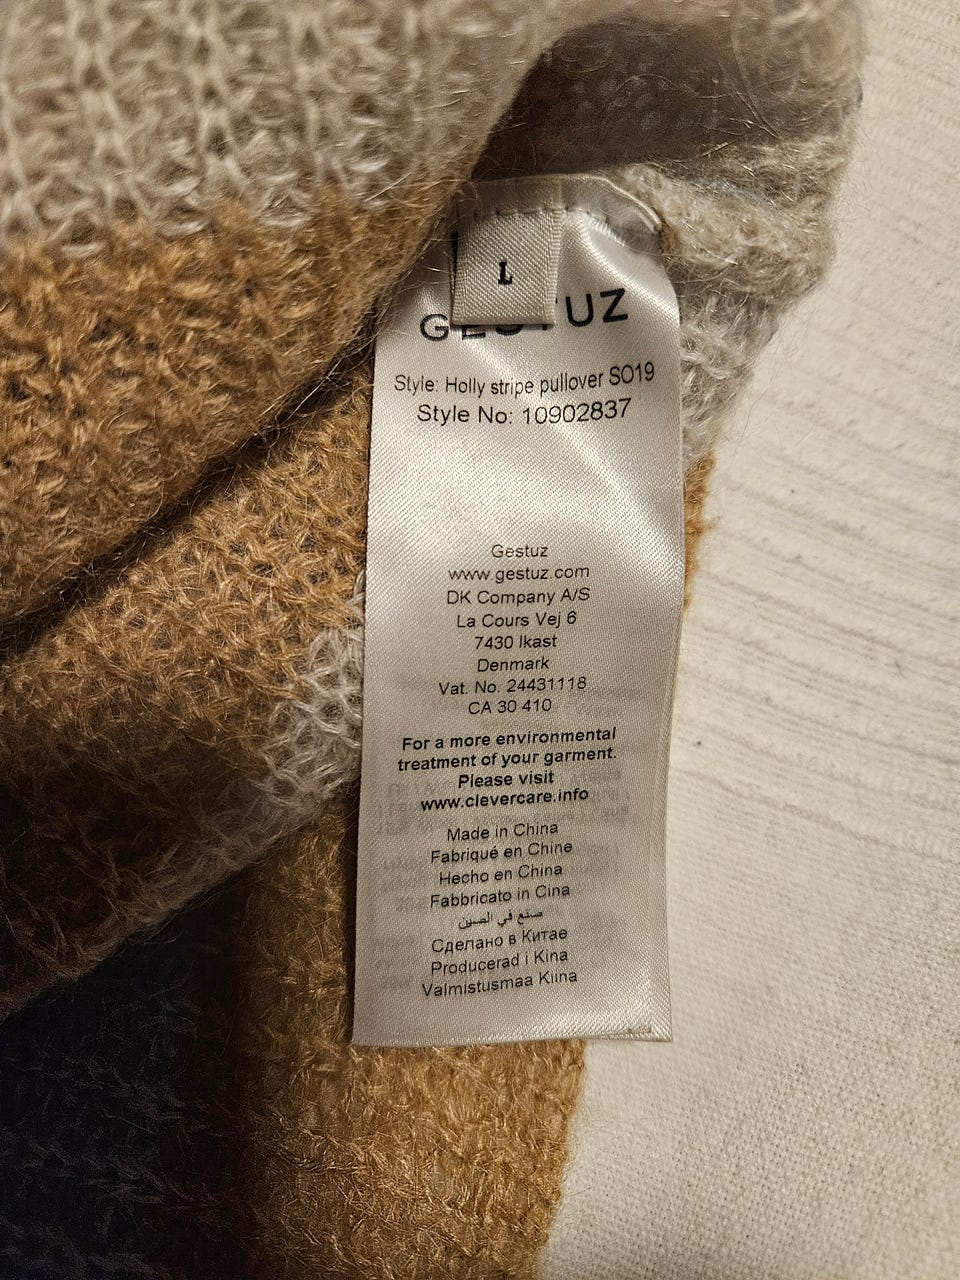 L
GESTUZ
Style: Holly stripe pullover SO19
Style No: 10902837
Gestuz
www.gestuz.com
DK Company A/S
La Cours Vej 6
7430 Ikast
Denmark
Vat. No. 24431118
CA 30 410
For a more environmental
treatment of your garment.
Please visit
www.clevercare.info
Made in China
Fabriqué en Chine
Hecho en China
Fabbricato in Cina
صنع في الصين
Сделано в Китае
Producerad i Kina
Valmistusmaa Kiina